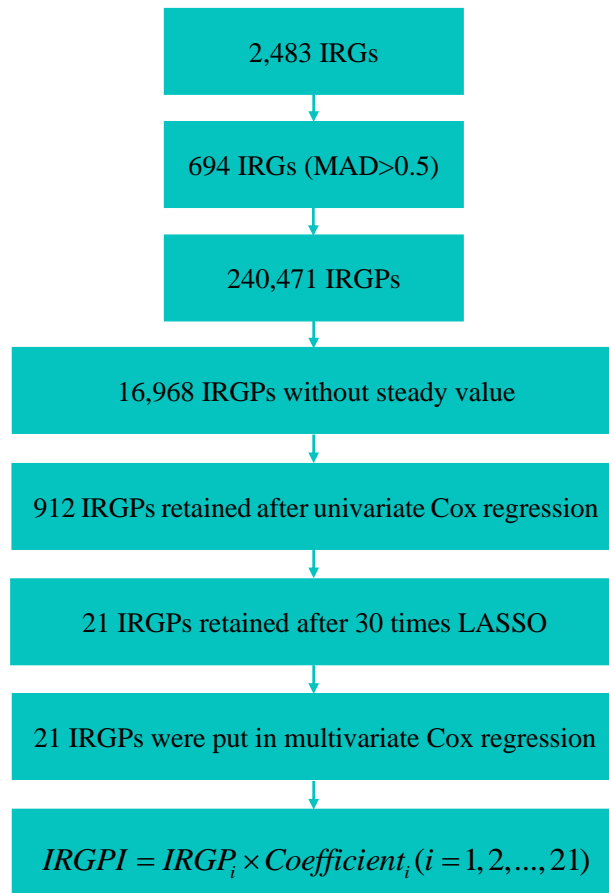 2,483 IRGs
694 IRGs (MAD>0.5)
240,471 IRGPs
16,968 IRGPs without steady value
912 IRGPs retained after univariate Cox regression
21 IRGPs retained after 30 times LASSO
21 IRGPs were put in multivariate Cox regression
IRGPI = IRGPᵢ × Coefficientᵢ (i = 1, 2, ..., 21)